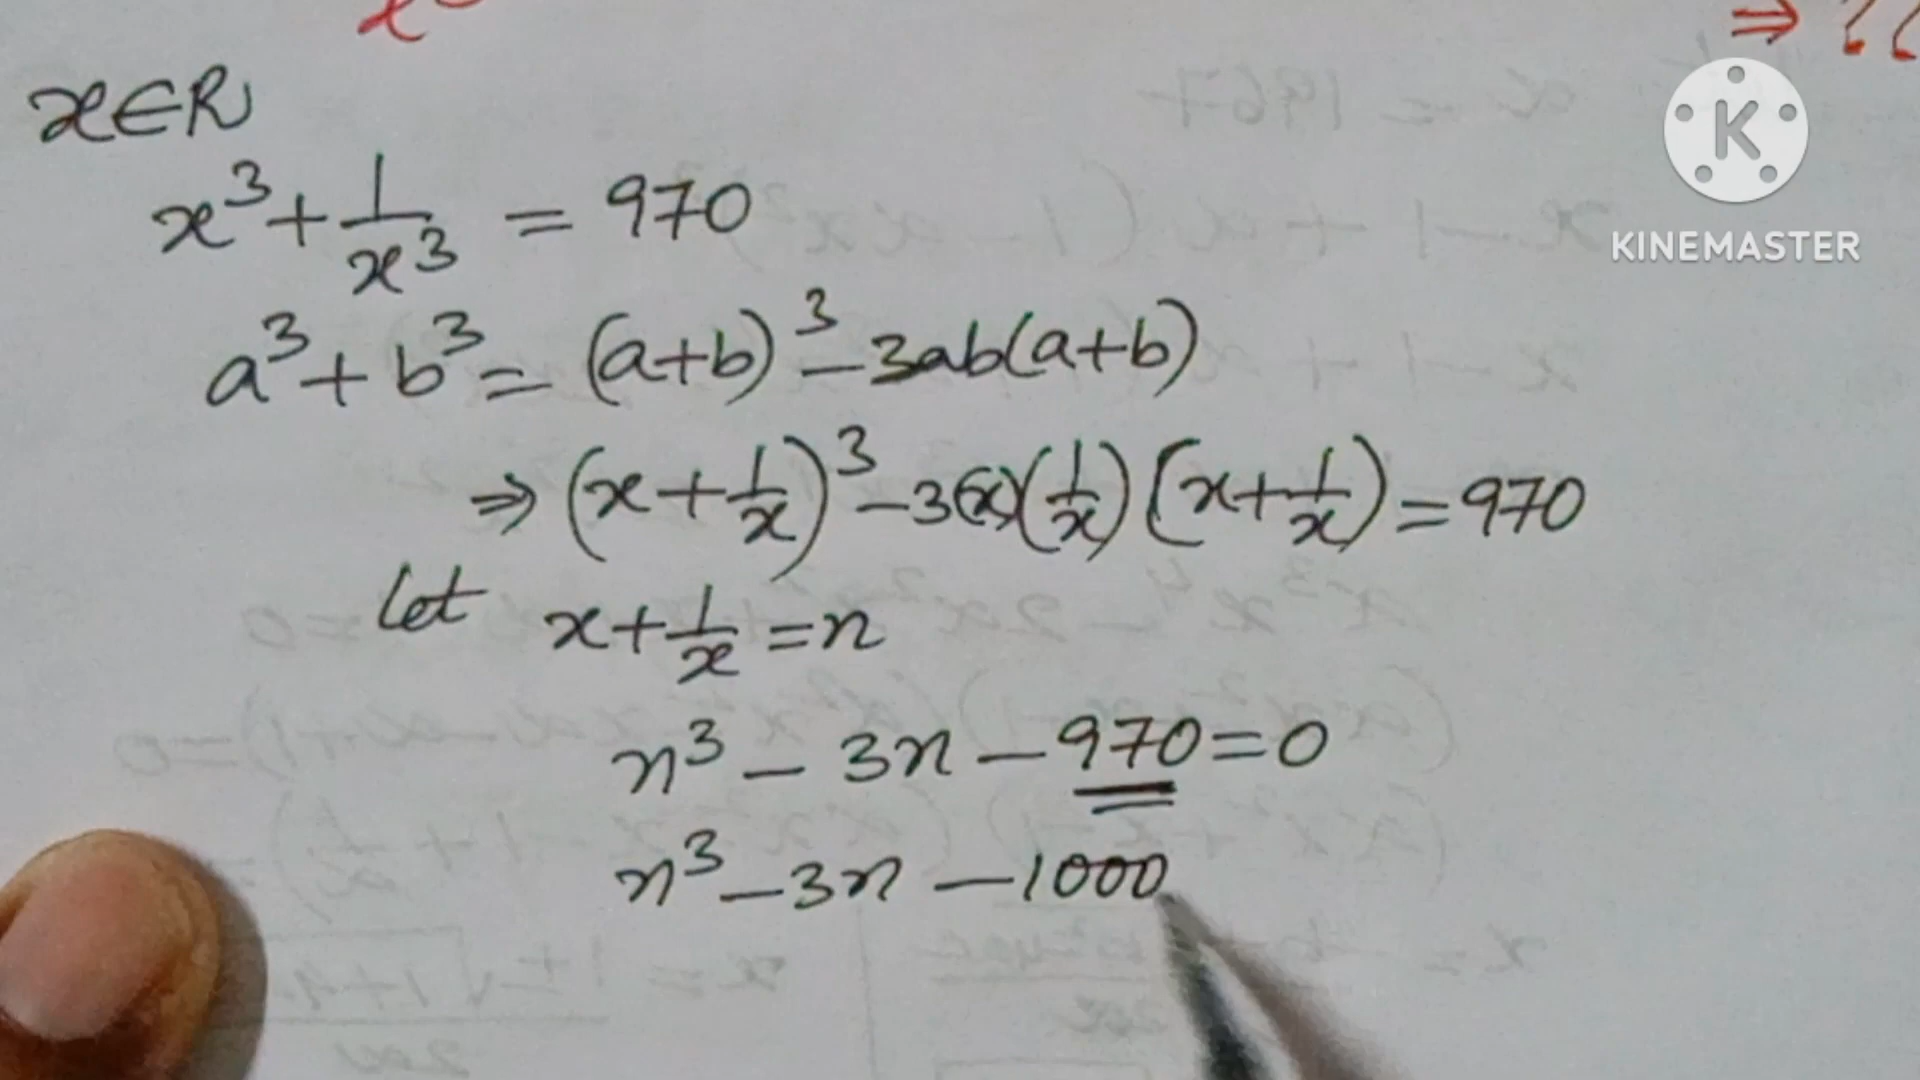 x∈R
x³ + 1/x³ = 970
a³ + b³ = (a+b)³ - 3ab(a+b)
⇒ (x + 1/x)³ - 3(x)(1/x)(x + 1/x) = 970
Let x + 1/x = n
n³ - 3n - 970 = 0
n³ - 3n - 1000
K
KINEMASTER